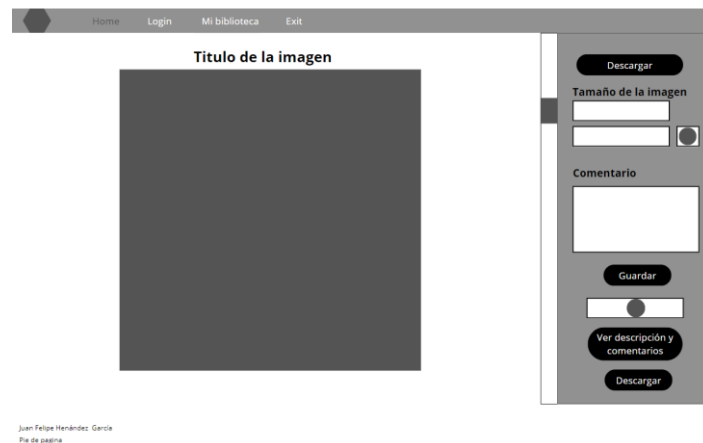 Home Login Mi biblioteca Exit
Titulo de la imagen
Descargar
Tamaño de la imagen
Comentario
Guardar
Ver descripción y
comentarios
Descargar
Juan Felipe Henández García
Pie de pagina